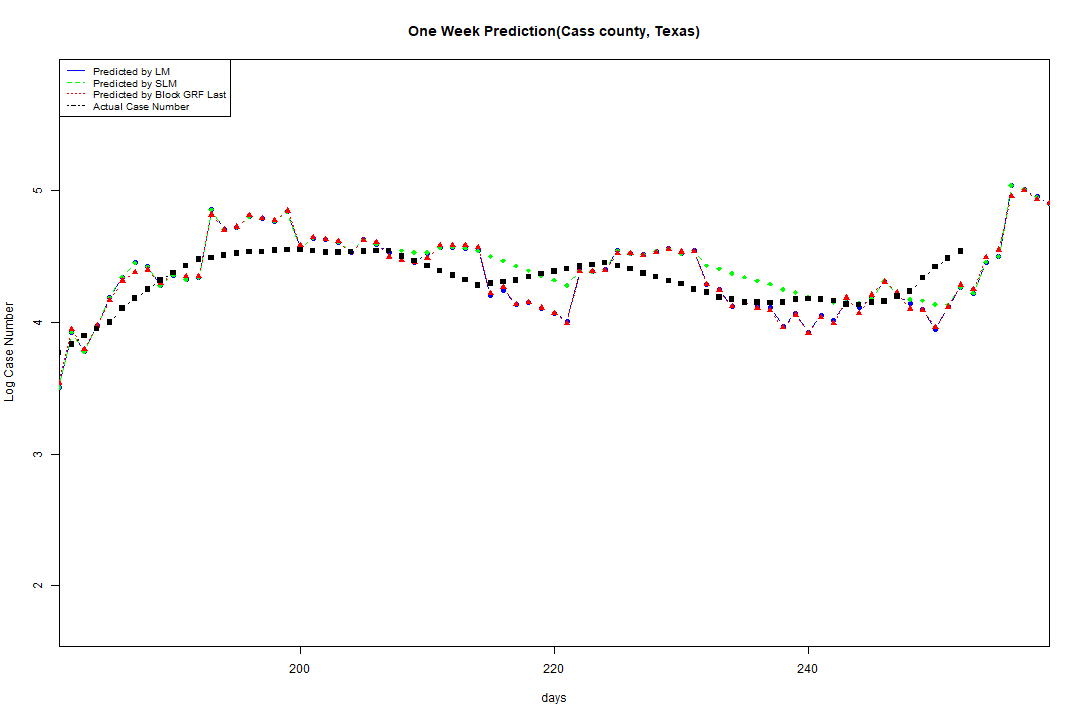 One Week Prediction(Cass county, Texas)
Predicted by LM
Predicted by SLM
Predicted by Block GRF Last
Actual Case Number
5
4
3
2
Log Case Number
200 220 240
days